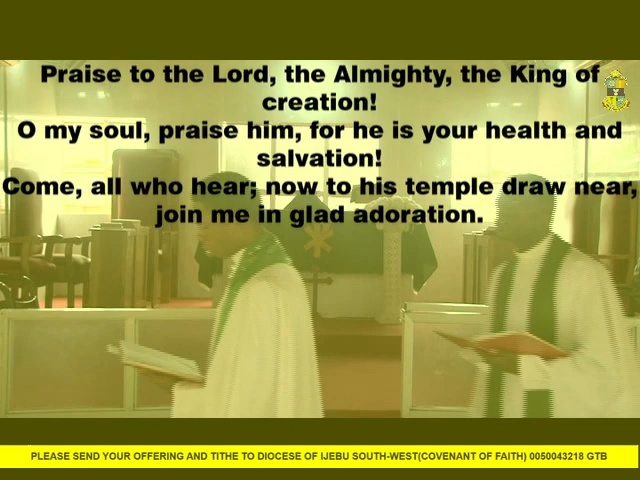 Praise to the Lord, the Almighty, the King of
creation!
O my soul, praise him, for he is your health and
salvation!
Come, all who hear; now to his temple draw near,
join me in glad adoration.
PLEASE SEND YOUR OFFERING AND TITHE TO DIOCESE OF IJEBU SOUTH-WEST(COVENANT OF FAITH) 0050043218 GTB